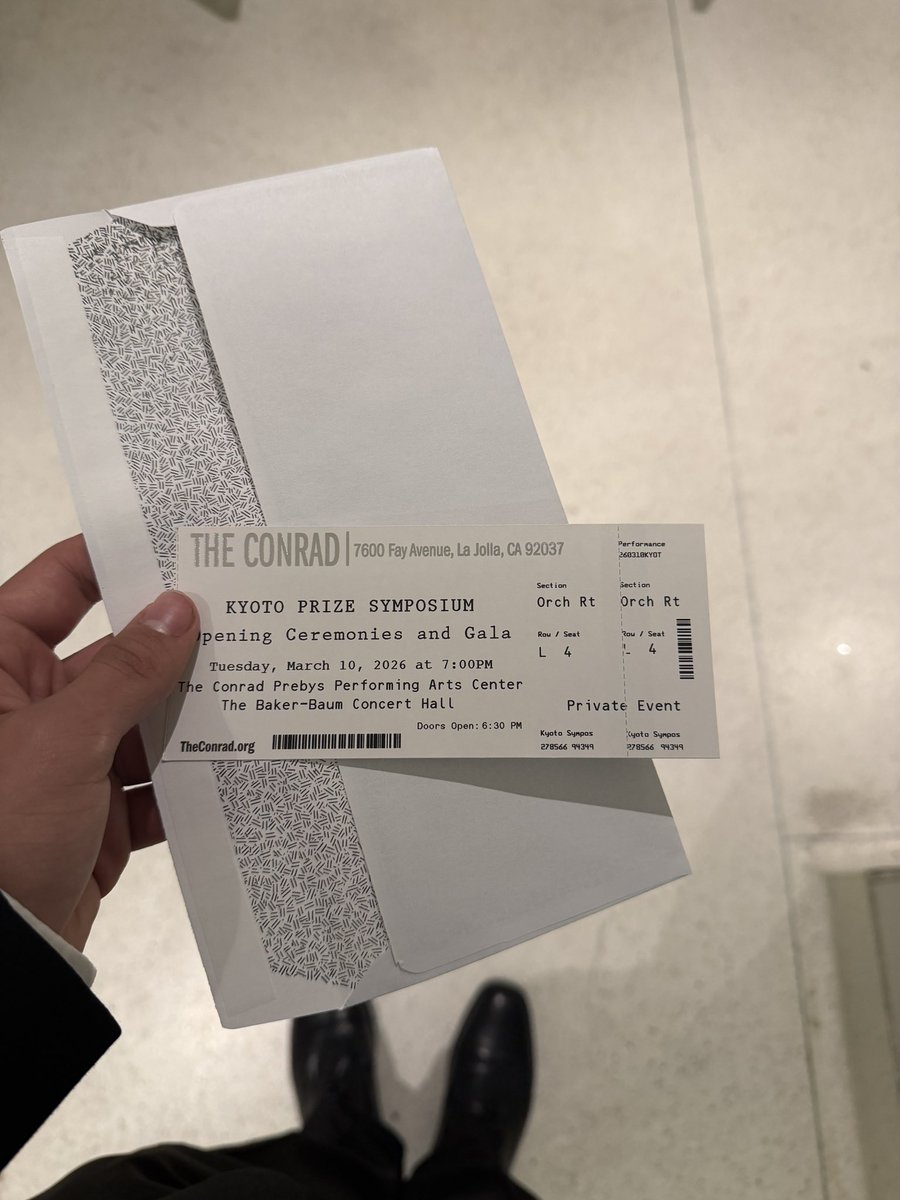 THE CONRAD | 7600 Fay Avenue, La Jolla, CA 92037
KYOTO PRIZE SYMPOSIUM
Opening Ceremonies and Gala
Tuesday, March 10, 2026 at 7:00PM
The Conrad Prebys Performing Arts Center
The Baker-Baum Concert Hall
Doors Open: 6:30 PM
TheConrad.org
Section
Orch Rt
Row / Seat
L 4
Private Event
Kyoto Sympos
278566 94349
Performance
260310KYOT
Section
Orch Rt
Row / Seat
L 4
Kyoto Sympos
278566 94349